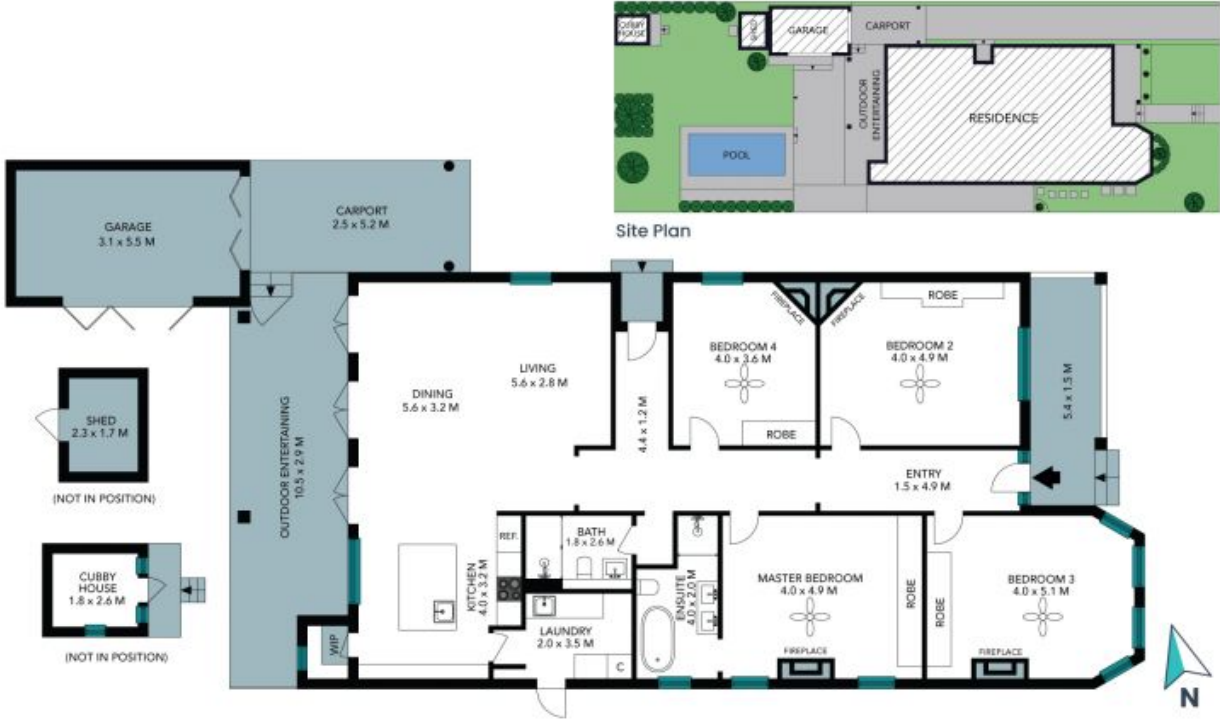 CUBBY
HOUSE
SHED
GARAGE
CARPORT
OUTDOOR
ENTERTAINING
RESIDENCE
POOL
Site Plan
GARAGE
3.1 x 5.5 M
CARPORT
2.5 x 5.2 M
SHED
2.3 x 1.7 M
(NOT IN POSITION)
CUBBY
HOUSE
1.8 x 2.6 M
(NOT IN POSITION)
OUTDOOR ENTERTAINING
10.5 x 2.9 M
DINING
5.6 x 3.2 M
LIVING
5.6 x 2.8 M
4.4 x 1.2 M
BEDROOM 4
4.0 x 3.6 M
FIREPLACE
ROBE
FIREPLACE
ROBE
BEDROOM 2
4.0 x 4.9 M
5.4 x 1.5 M
ENTRY
1.5 x 4.9 M
REF.
KITCHEN
4.0 x 3.2 M
WIP
BATH
1.8 x 2.6 M
LAUNDRY
2.0 x 3.5 M
C
ENSUITE
4.0 x 2.0 M
MASTER BEDROOM
4.0 x 4.9 M
FIREPLACE
ROBE
ROBE
BEDROOM 3
4.0 x 5.1 M
FIREPLACE
N